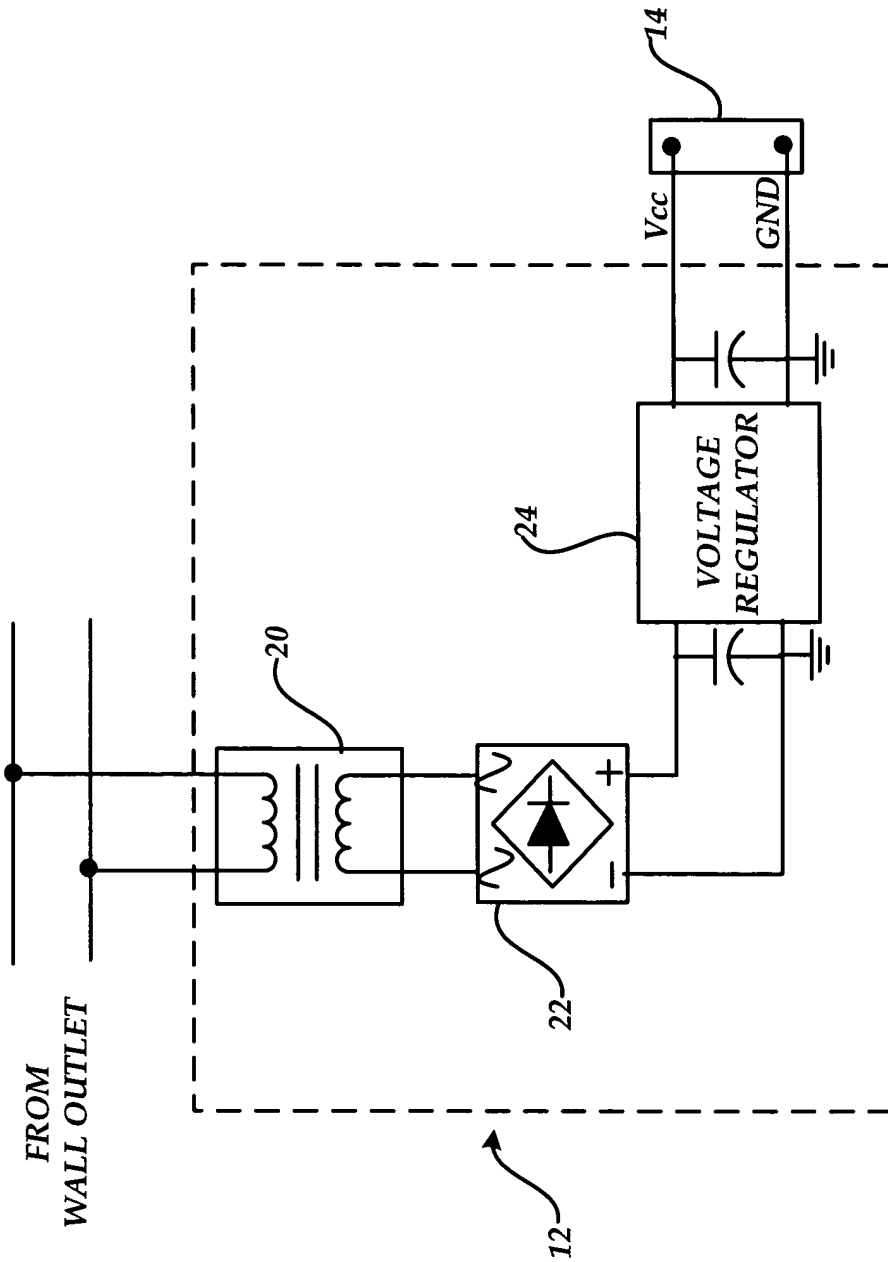 FROM
WALL OUTLET
12
20
22
+
−
24
VOLTAGE
REGULATOR
Vcc
GND
14